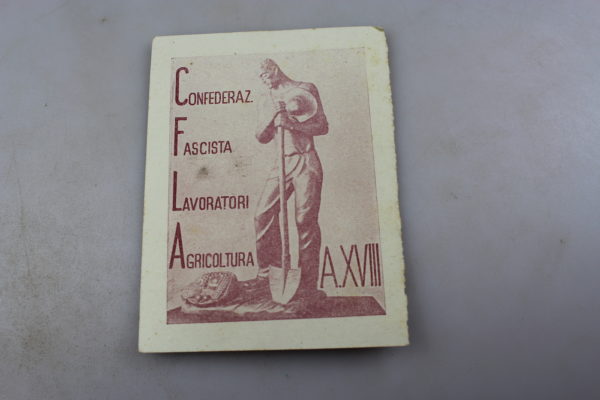 CONFEDERAZ.
FASCISTA
LAVORATORI
AGRICOLTURA
A.XVIII